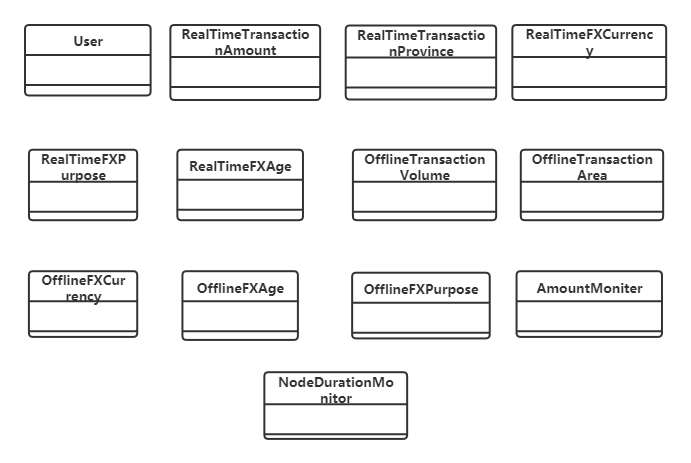 User
RealTimeTransactio
nAmount
RealTimeTransactio
nProvince
RealTimeFXCurrenc
y
RealTimeFXP
urpose
RealTimeFXAge
OfflineTransaction
Volume
OfflineTransaction
Area
OfflineFXCur
rency
OfflineFXAge
OfflineFXPurpose
AmountMoniter
NodeDurationMo
nitor